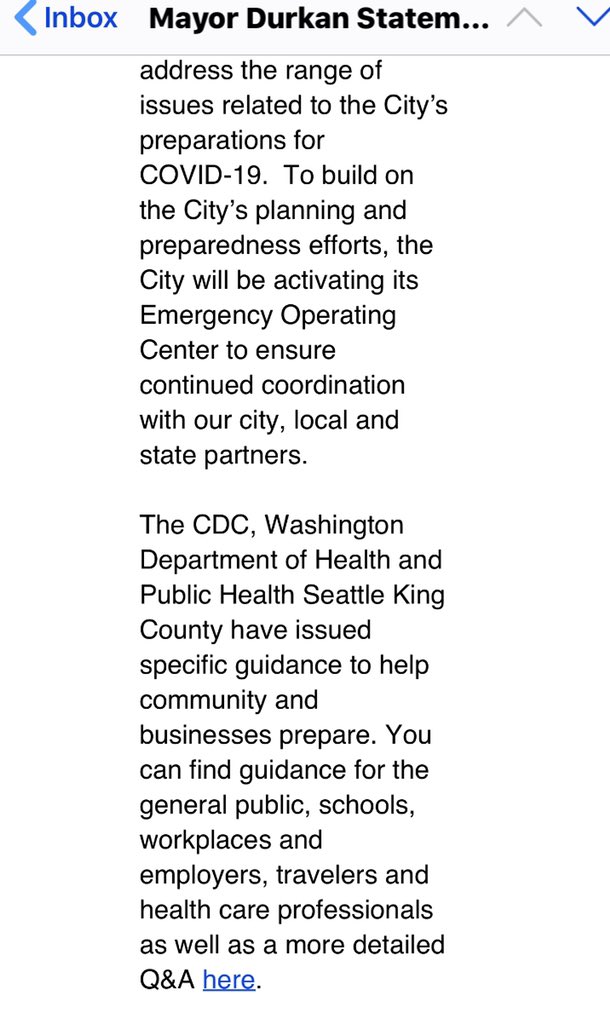 Inbox Mayor Durkan Statem...
address the range of
issues related to the City’s
preparations for
COVID-19.  To build on
the City’s planning and
preparedness efforts, the
City will be activating its
Emergency Operating
Center to ensure
continued coordination
with our city, local and
state partners.
The CDC, Washington
Department of Health and
Public Health Seattle King
County have issued
specific guidance to help
community and
businesses prepare. You
can find guidance for the
general public, schools,
workplaces and
employers, travelers and
health care professionals
as well as a more detailed
Q&A here.